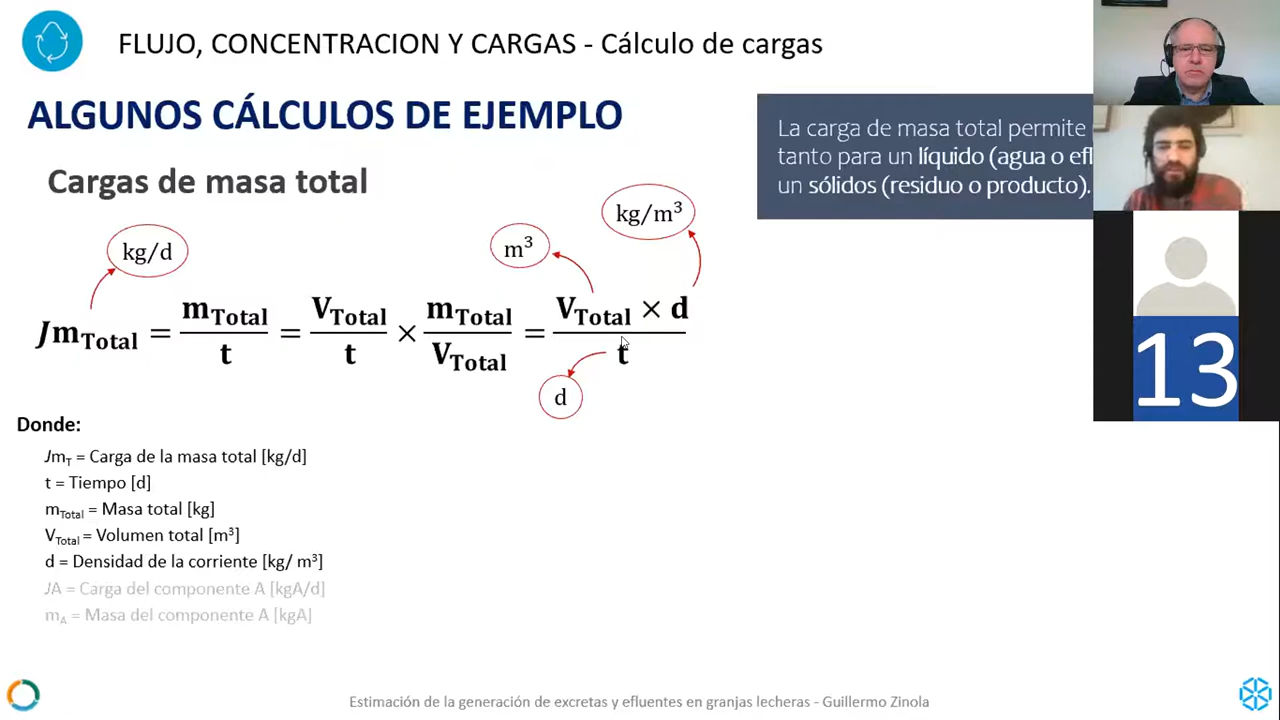 FLUJO, CONCENTRACION Y CARGAS - Cálculo de cargas
ALGUNOS CÁLCULOS DE EJEMPLO
Cargas de masa total
La carga de masa total permite
tanto para un líquido (agua o efl
un sólidos (residuo o producto).
kg/d
m³
kg/m³
Jm_Total = m_Total / t = V_Total / t × m_Total / V_Total = V_Total × d / t
d
Donde:
Jm_T = Carga de la masa total [kg/d]
t = Tiempo [d]
m_Total = Masa total [kg]
V_Total = Volumen total [m³]
d = Densidad de la corriente [kg/ m³]
JA = Carga del componente A [kgA/d]
m_A = Masa del componente A [kgA]
13
Estimación de la generación de excretas y efluentes en granjas lecheras - Guillermo Zinola